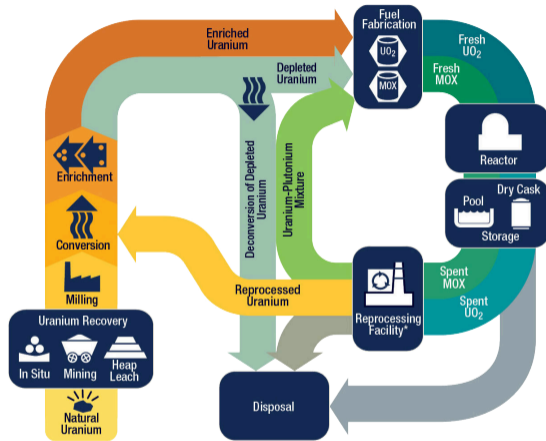 Enriched
Uranium
Depleted
Uranium
Fuel
Fabrication
UO2
MOX
Fresh
UO2
Fresh
MOX
Reactor
Pool
Dry Cask
Storage
Enrichment
Conversion
Milling
Uranium Recovery
In Situ
Mining
Heap
Leach
Natural
Uranium
Deconversion of Depleted
Uranium
Uranium-Plutonium
Mixture
Reprocessed
Uranium
Reprocessing
Facility*
Spent
MOX
Spent
UO2
Disposal